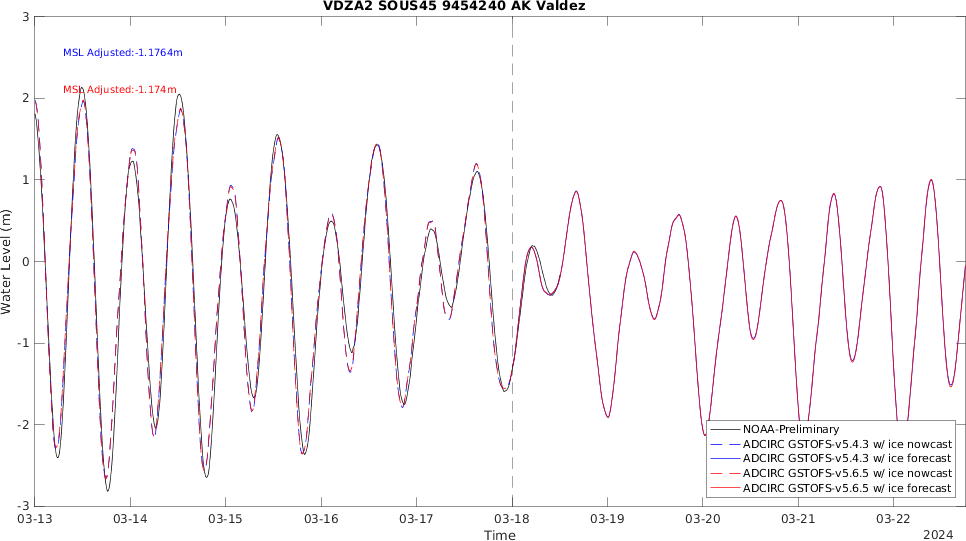 VDZA2 SOUS45 9454240 AK Valdez
MSL Adjusted:-1.1764m
MSL Adjusted:-1.174m
Water Level (m)
3
2
1
0
-1
-2
-3
NOAA-Preliminary
ADCIRC GSTOFS-v5.4.3 w/ ice nowcast
ADCIRC GSTOFS-v5.4.3 w/ ice forecast
ADCIRC GSTOFS-v5.6.5 w/ ice nowcast
ADCIRC GSTOFS-v5.6.5 w/ ice forecast
03-13 03-14 03-15 03-16 03-17 03-18 03-19 03-20 03-21 03-22
Time
2024